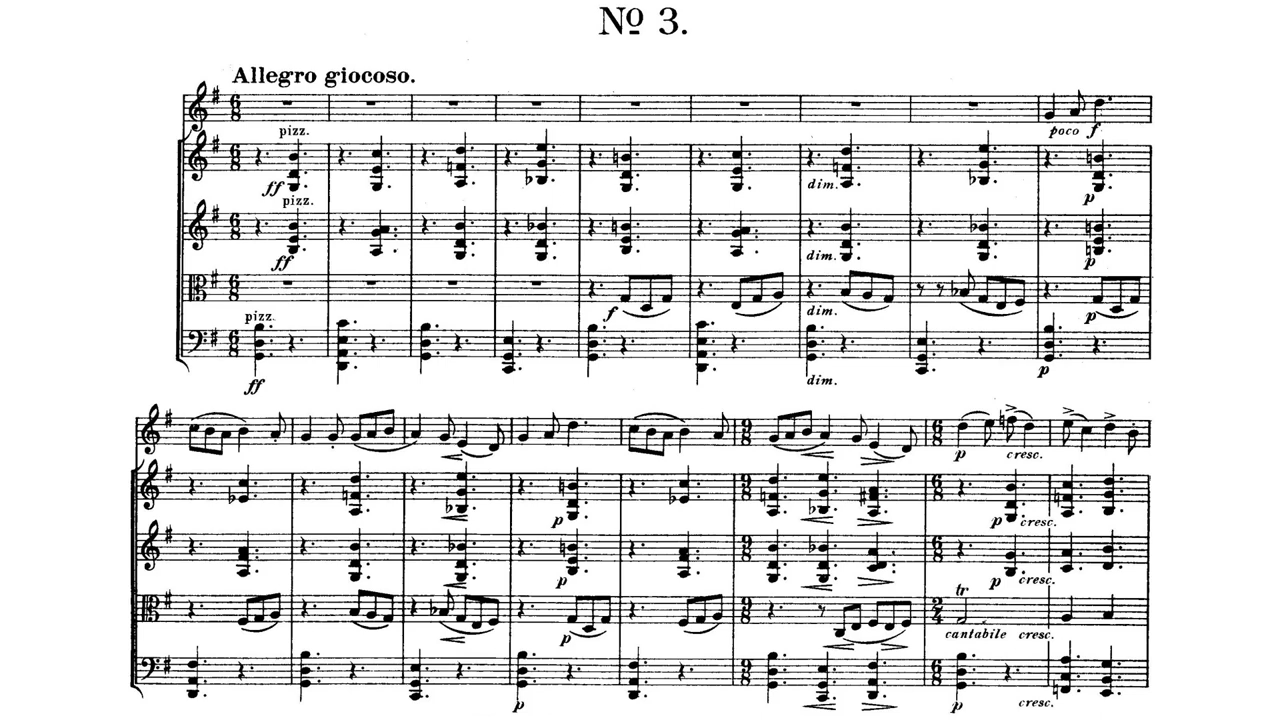 № 3.
Allegro giocoso.
pizz.
poco f
ff
dim.
p
pizz.
ff
dim.
p
f
dim.
p
pizz.
ff
dim.
p
p cresc.
p
p cresc.
p
p cresc.
p
tr
cantabile cresc.
p
p cresc.